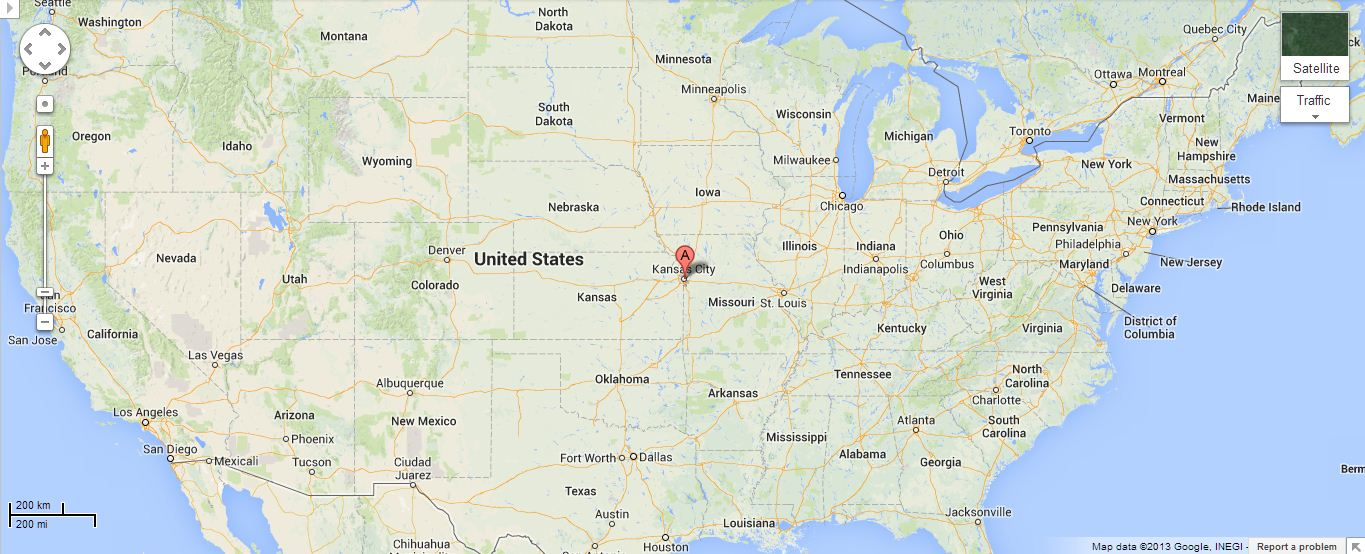 Seattle
Washington
North
Dakota
Montana
Minnesota
Quebec City
Satellite
Ottawa
Montreal
Portland
Minneapolis
Maine
Traffic
South
Dakota
Wisconsin
Vermont
Oregon
Idaho
Michigan
Toronto
New
Hampshire
Wyoming
Milwaukee
Detroit
New York
Massachusetts
Iowa
Chicago
Connecticut
Rhode Island
Nebraska
New York
Pennsylvania
Ohio
Illinois
Indiana
Philadelphia
Denver
United States
A
Kansas City
Nevada
Indianapolis
Columbus
Maryland
New Jersey
Utah
Colorado
West
Virginia
Delaware
Kansas
Missouri
St. Louis
Francisco
California
Kentucky
Virginia
District of
Columbia
San Jose
Las Vegas
Tennessee
North
Carolina
Albuquerque
Oklahoma
Arkansas
Charlotte
Los Angeles
Arizona
New Mexico
Atlanta
South
Carolina
Phoenix
Mississippi
San Diego
Mexicali
Tucson
Ciudad
Juarez
Fort Worth
Dallas
Alabama
Georgia
Berm
Texas
200 km
200 mi
Austin
Louisiana
Jacksonville
Chihuahua
Houston
Map data ©2013 Google, INEGI -
Report a problem